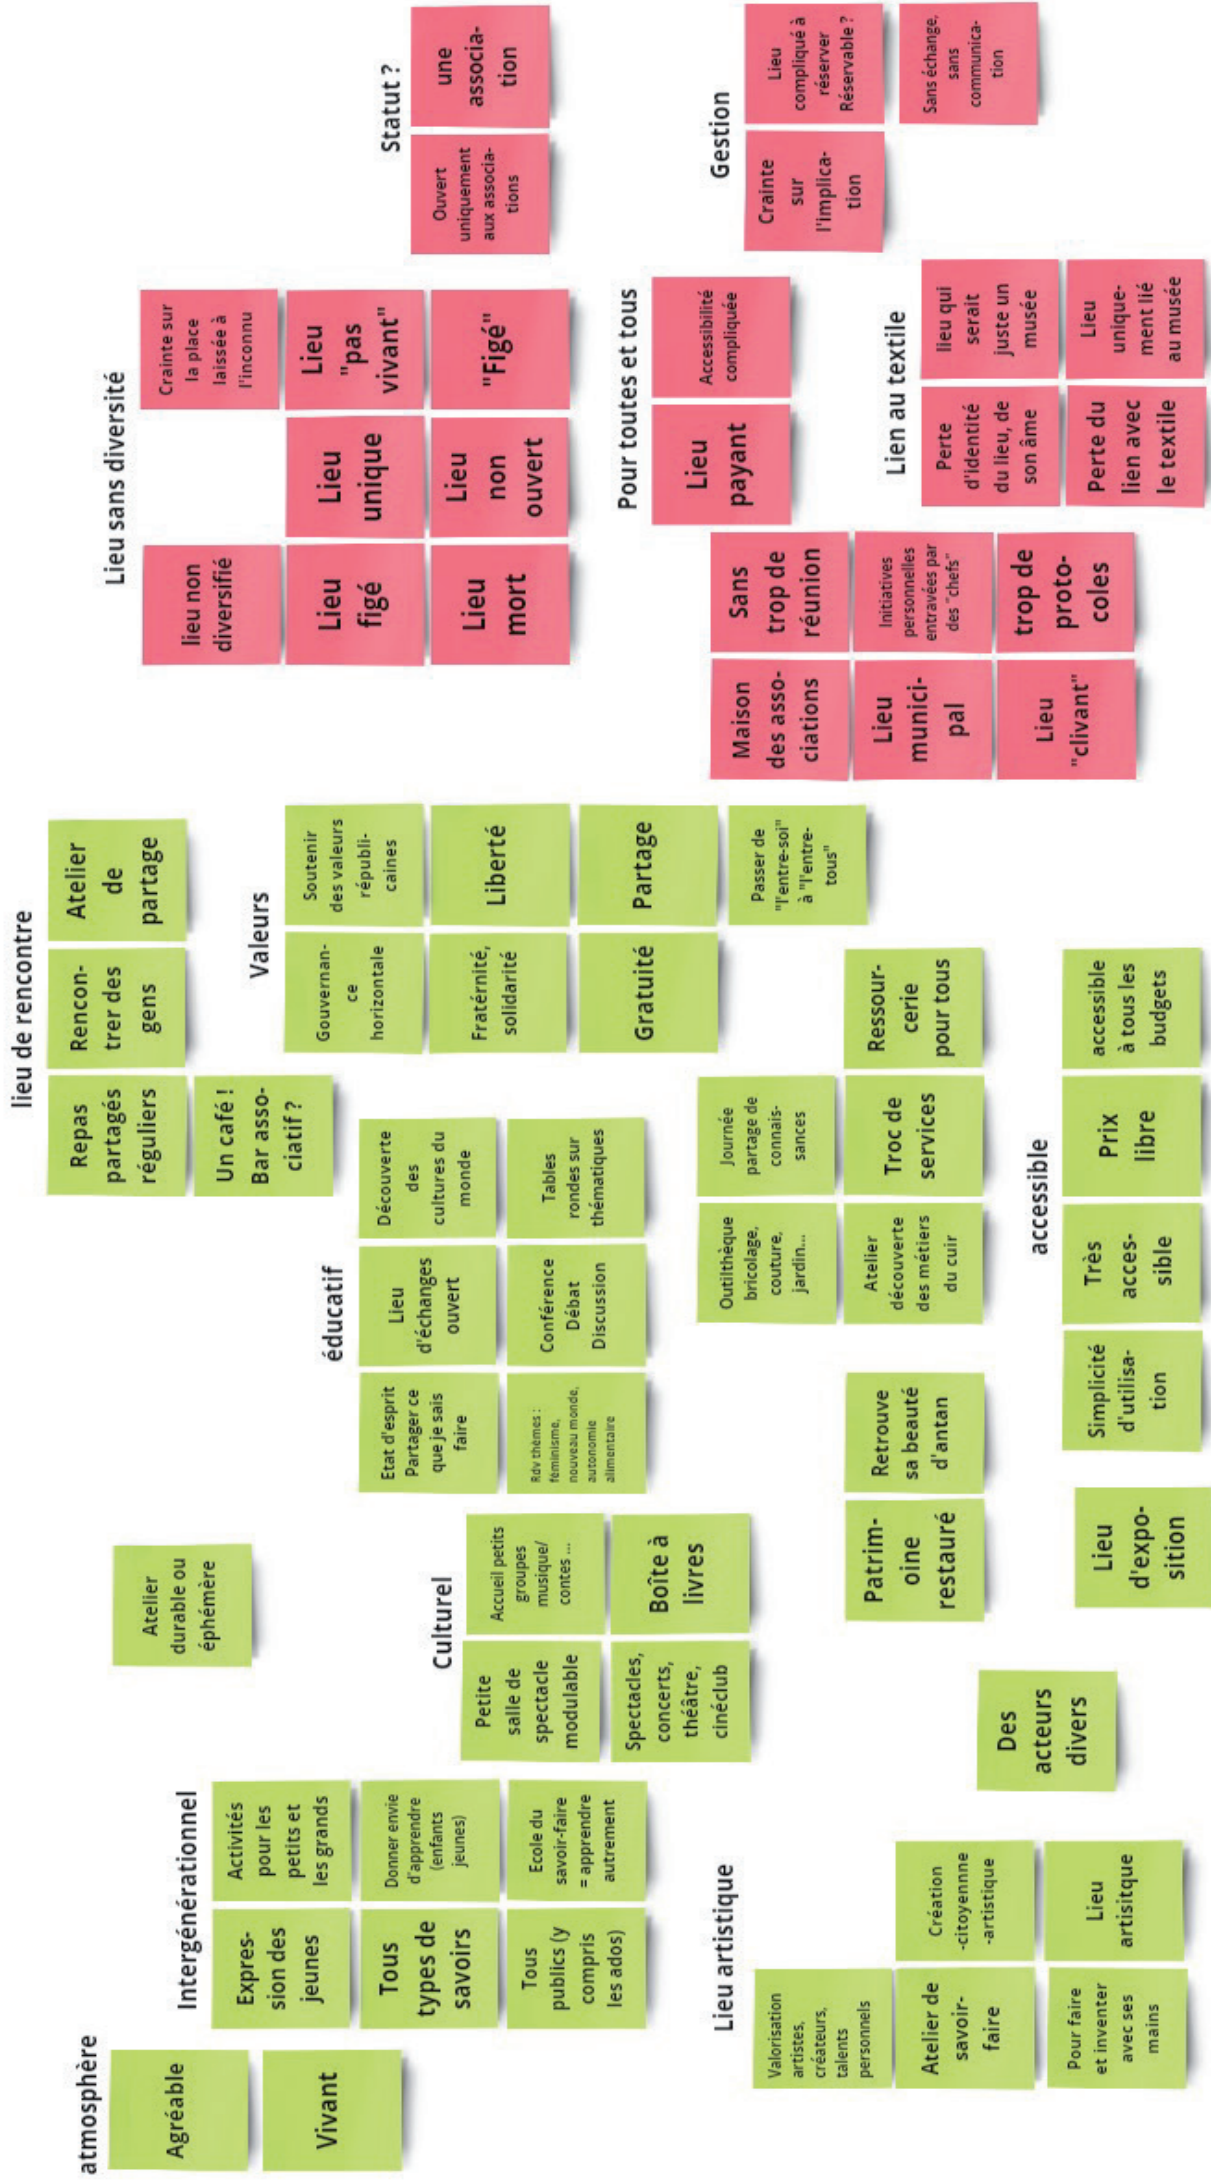 atmosphère
Agréable
Vivant
Intergénérationnel
Expres-
sion des
jeunes
Activités
pour les
petits et
les grands
Tous
types de
savoirs
Donner envie
d'apprendre
(enfants
jeunes)
Tous
publics (y
compris
les ados)
Ecole du
savoir-faire
= apprendre
autrement
Lieu artistique
Valorisation
artistes,
créateurs,
talents
personnels
Atelier de
savoir-
faire
Création
-citoyennne
-artistique
Pour faire
et inventer
avec ses
mains
Lieu
artisitque
Atelier
durable ou
éphémère
Culturel
Petite
salle de
spectacle
modulable
Accueil petits
groupes
musique/
contes ...
Spectacles,
concerts,
théâtre,
cinéclub
Boîte à
livres
Des
acteurs
divers
Patrim-
oine
restauré
Retrouve
sa beauté
d'antan
Lieu
d'expo-
sition
lieu de rencontre
Repas
partagés
réguliers
Rencon-
trer des
gens
Atelier
de
partage
Un café !
Bar asso-
ciatif ?
éducatif
Etat d'esprit
Partager ce
que je sais
faire
Lieu
d'échanges
ouvert
Découverte
des
cultures du
monde
Rdv thèmes :
féminisme,
nouveau monde,
autonomie
alimentaire
Conférence
Débat
Discussion
Tables
rondes sur
thématiques
Valeurs
Gouvernan-
ce
horizontale
Soutenir
des valeurs
républi-
caines
Fratérnité,
solidarité
Liberté
Gratuité
Partage
Passer de
"l'entre-soi"
à "l'entre-
tous"
Outilthèque
bricolage,
couture,
jardin...
Journée
partage de
connais-
sances
Atelier
découverte
des métiers
du cuir
Troc de
services
Ressour-
cerie
pour tous
accessible
Simplicité
d'utilisa-
tion
Très
acces-
sible
Prix
libre
accessible
à tous les
budgets
Lieu sans diversité
lieu non
diversifié
Crainte sur
la place
laissée à
l'inconnu
Lieu
figé
Lieu
unique
Lieu
"pas
vivant"
Lieu
mort
Lieu
non
ouvert
"Figé"
Statut ?
Ouvert
uniquement
aux associa-
tions
une
associa-
tion
Maison
des asso-
ciations
Sans
trop de
réunion
Lieu
munici-
pal
Initiatives
personnelles
entravées par
des "chefs"
Lieu
"clivant"
trop de
proto-
coles
Pour toutes et tous
Lieu
payant
Accessibilité
compliquée
Gestion
Crainte
sur
l'implica-
tion
Lieu
compliqué à
réserver
Réservable ?
Sans échange,
sans
communica-
tion
Lien au textile
Perte
d'identité
du lieu, de
son âme
lieu qui
serait
juste un
musée
Perte du
lien avec
le textile
Lieu
unique-
ment lié
au musée